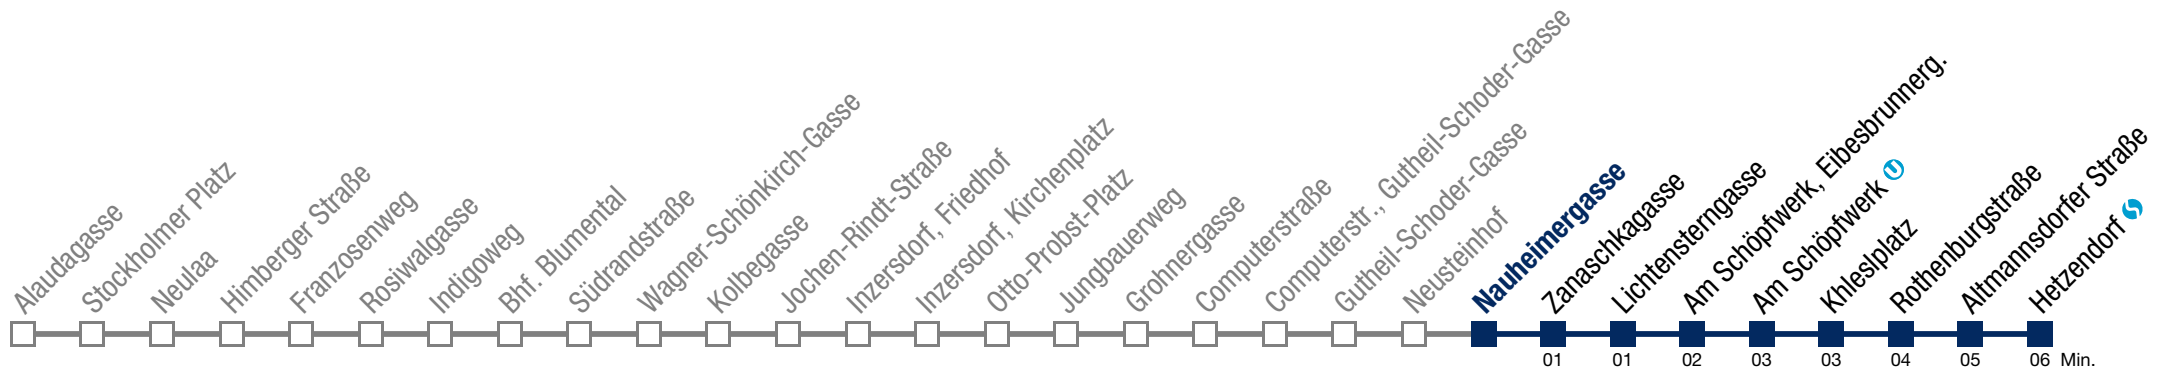 Alaudagasse
Stockholmer Platz
Neulaa
Himberger Straße
Franzosenweg
Rosiwalgasse
Indigoweg
Bhf. Blumental
Südrandstraße
Wagner-Schönkirch-Gasse
Kolbegasse
Jochen-Rindt-Straße
Inzersdorf, Friedhof
Inzersdorf, Kirchenplatz
Otto-Probst-Platz
Jungbauerweg
Grohnergasse
Computerstraße
Computerstr., Gutheil-Schoder-Gasse
Gutheil-Schoder-Gasse
Neusteinhof
Nauheimergasse
Zanaschkagasse
Lichtensterngasse
Am Schöpfwerk, Eibesbrunnerg.
Am Schöpfwerk U
Khleslplatz
Rothenburgstraße
Altmannsdorfer Straße
Hetzendorf S
01 01 02 03 03 04 05 06 Min.